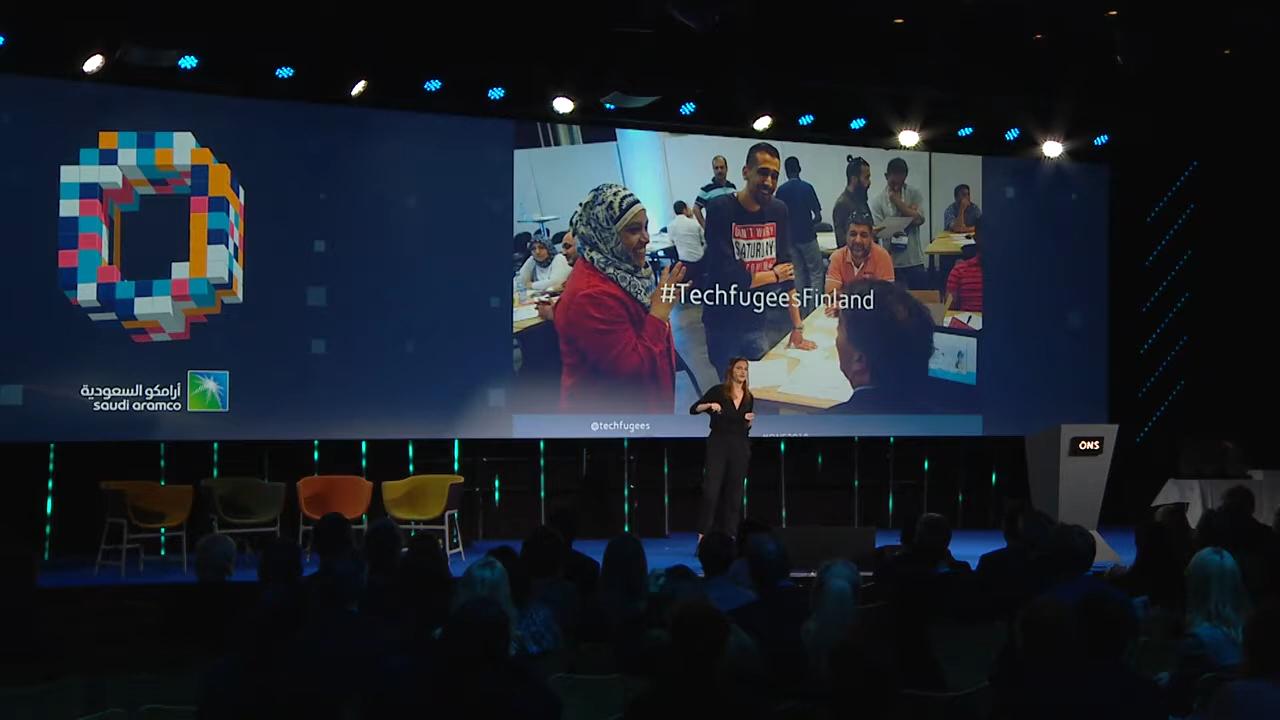 أرامكو السعودية
saudi aramco
DON'T WORRY
SATURDAY
#TechfugeesFinland
@techfugees
ONS